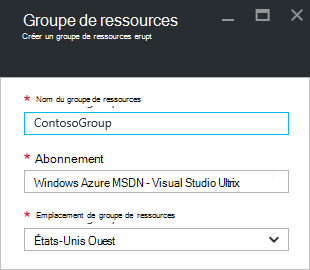 Groupe de ressources
Créer un groupe de ressources erupt
* Nom du groupe de ressources
ContosoGroup
* Abonnement
Windows Azure MSDN - Visual Studio Ultrix
* Emplacement de groupe de ressources
États-Unis Ouest